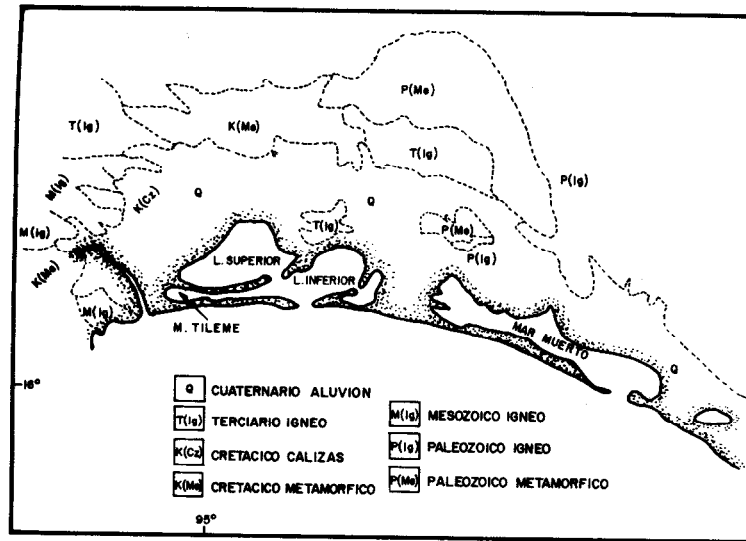 P(Me)
T(Ig)
K(Me)
T(Ig)
P(Ig)
M(Ig)
K(Cz)
Q
Q
M(Ig)
T(Ig)
P(Me)
K(Me)
P(Ig)
L. SUPERIOR
L. INFERIOR
M(Ig)
M. TILEME
MAR MUERTO
Q
16°
Q CUATERNARIO ALUVION
T(Ig) TERCIARIO IGNEO
K(Cz) CRETACICO CALIZAS
K(Me) CRETACICO METAMORFICO
M(Ig) MESOZOICO IGNEO
P(Ig) PALEOZOICO IGNEO
P(Me) PALEOZOICO METAMORFICO
95°